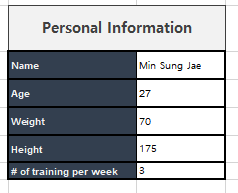 Personal Information
Name Min Sung Jae
Age 27
Weight 70
Height 175
# of training per week 3